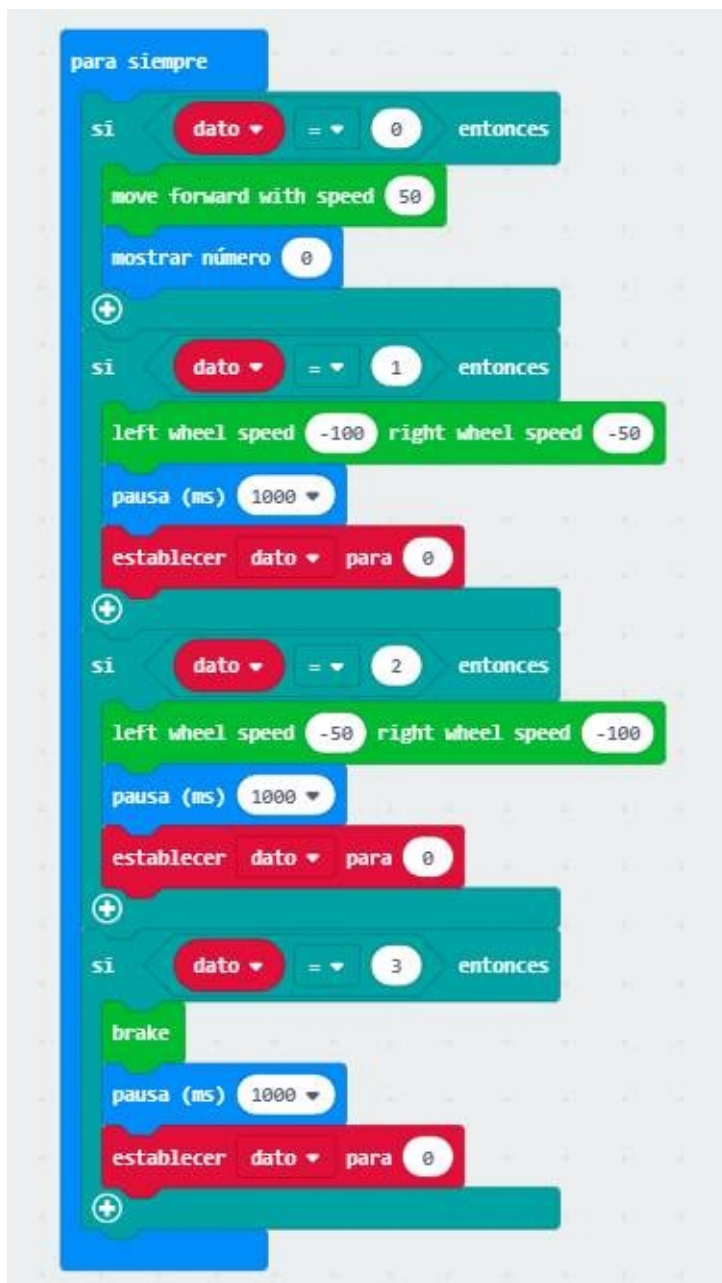 para siempre
si dato = 0 entonces
move forward with speed 50
mostrar número 0
si dato = 1 entonces
left wheel speed -100 right wheel speed -50
pausa (ms) 1000
establecer dato para 0
si dato = 2 entonces
left wheel speed -50 right wheel speed -100
pausa (ms) 1000
establecer dato para 0
si dato = 3 entonces
brake
pausa (ms) 1000
establecer dato para 0